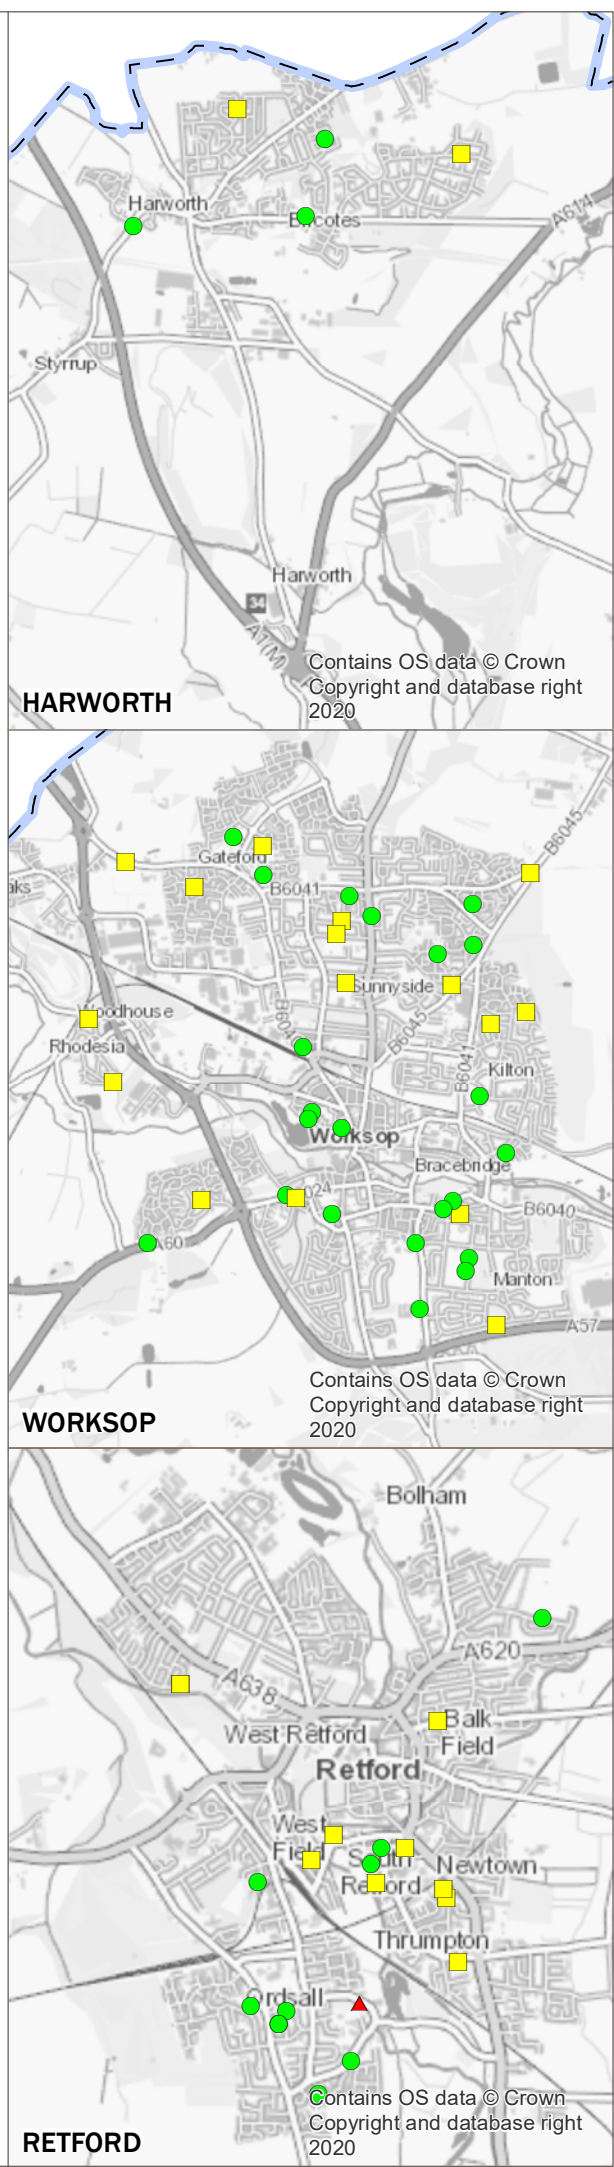 Harworth
Bircotes
A614
Styrrup
Harworth
34
A1(M)
Contains OS data © Crown
Copyright and database right
2020
HARWORTH
B6045
Gateford
aks
B6041
Sunnyside
Woodhouse
B6045
Rhodesia
B6041
Kilton
Worksop
Bracebridge
B6040
A60
Manton
A57
Contains OS data © Crown
Copyright and database right
2020
WORKSOP
Bolham
A620
A638
Balk
Field
West Retford
Retford
West
Field
South
Retford
Newtown
Thrumpton
Ordsall
Contains OS data © Crown
Copyright and database right
2020
RETFORD